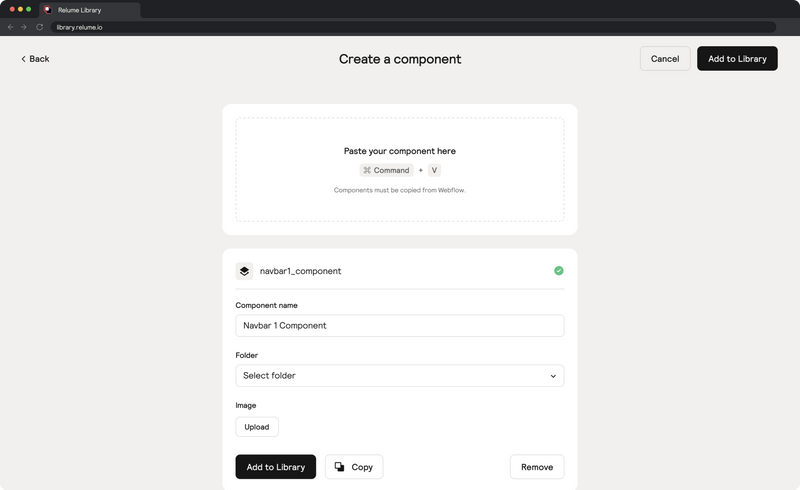 Relume Library
library.relume.io
Back
Create a component
Cancel
Add to Library
Paste your component here
⌘ Command + V
Components must be copied from Webflow.
navbar1_component
Component name
Navbar 1 Component
Folder
Select folder
Image
Upload
Add to Library
Copy
Remove